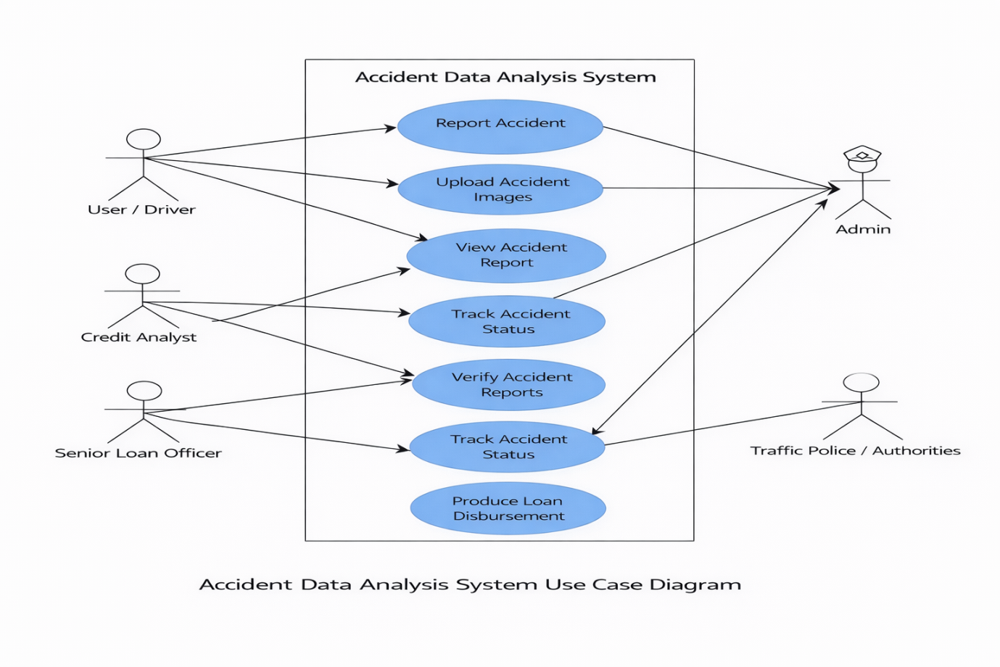 Accident Data Analysis System
Report Accident
Upload Accident
Images
View Accident
Report
Track Accident
Status
Verify Accident
Reports
Track Accident
Status
Produce Loan
Disbursement
User / Driver
Credit Analyst
Senior Loan Officer
Admin
Traffic Police / Authorities
Accident Data Analysis System Use Case Diagram